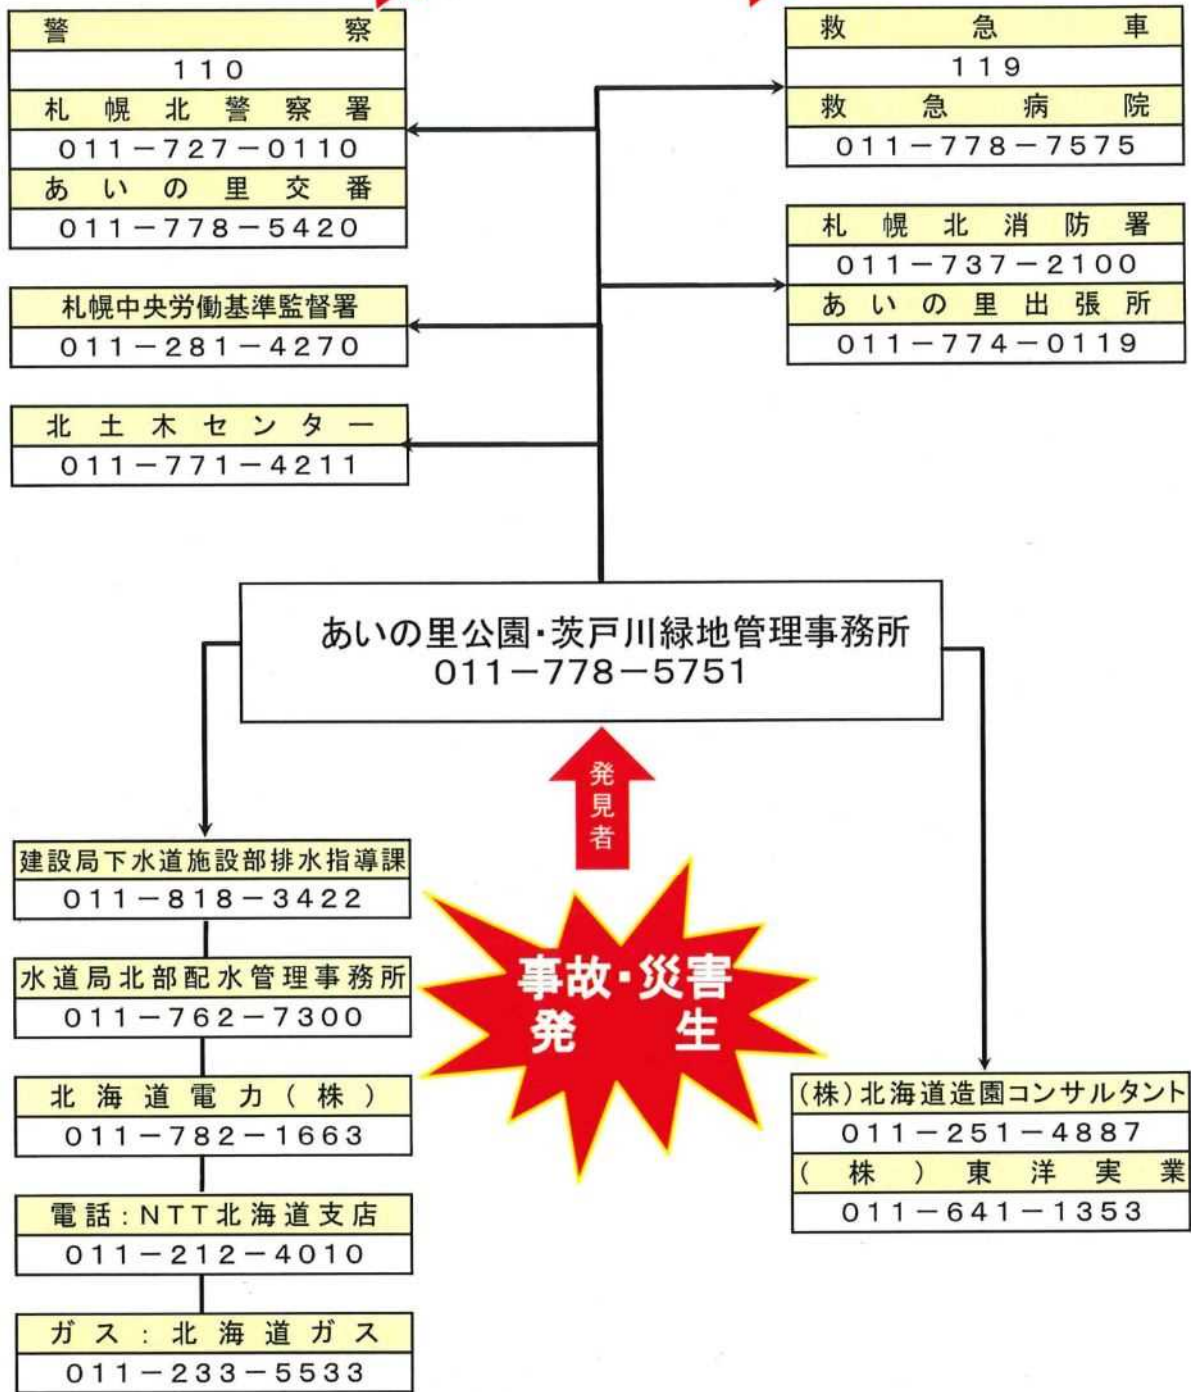 警察
110
札幌北警察署
011-727-0110
あいの里交番
011-778-5420
救急車
119
救急病院
011-778-7575
札幌北消防署
011-737-2100
あいの里出張所
011-774-0119
札幌中央労働基準監督署
011-281-4270
北土木センター
011-771-4211
あいの里公園・茨戸川緑地管理事務所
011-778-5751
発見者
事故・災害
発生
建設局下水道施設部排水指導課
011-818-3422
水道局北部配水管理事務所
011-762-7300
北海道電力(株)
011-782-1663
電話:NTT北海道支店
011-212-4010
ガス:北海道ガス
011-233-5533
(株)北海道造園コンサルタント
011-251-4887
(株)東洋実業
011-641-1353